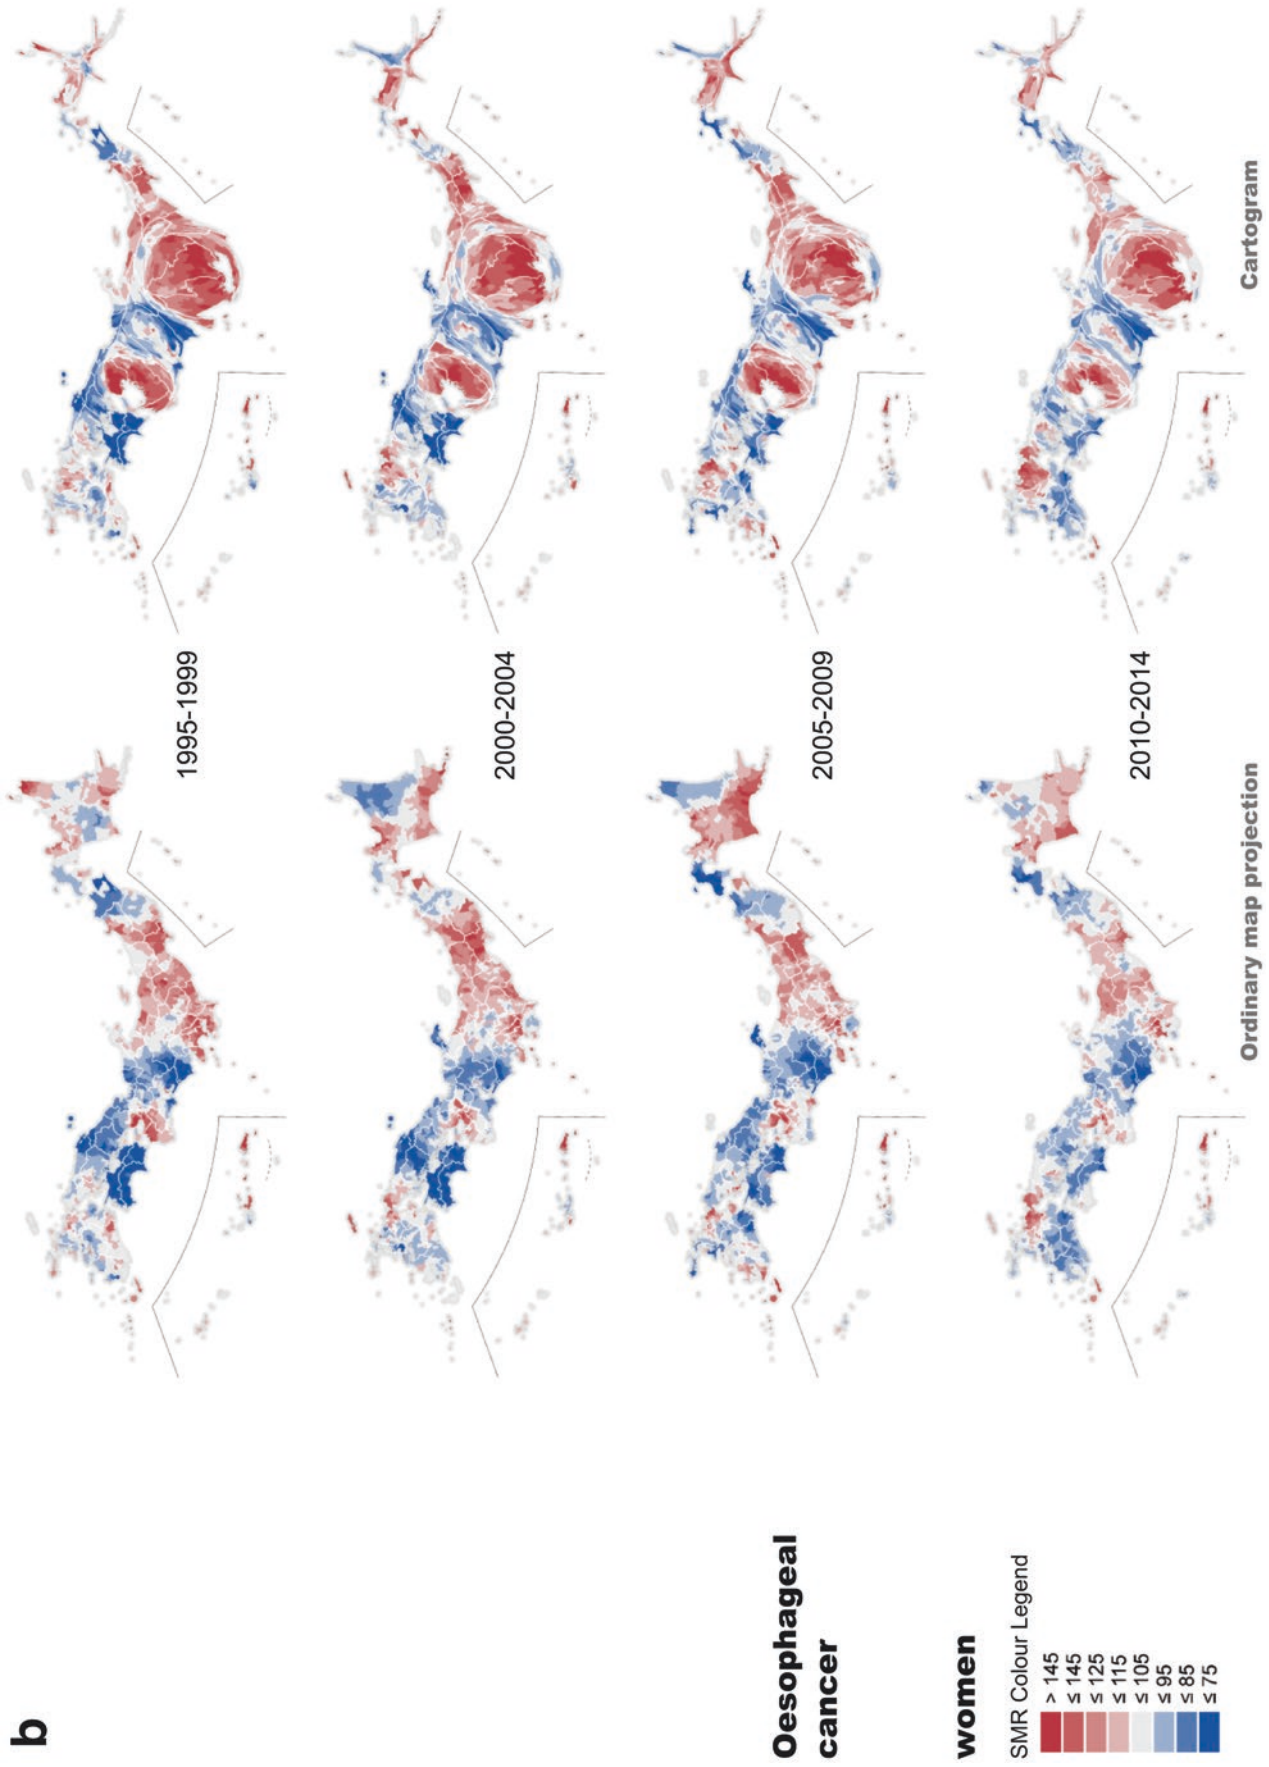 b
Oesophageal
cancer
women
SMR Colour Legend
> 145
≤ 145
≤ 125
≤ 115
≤ 105
≤ 95
≤ 85
≤ 75
1995-1999
2000-2004
2005-2009
2010-2014
Ordinary map projection
Cartogram